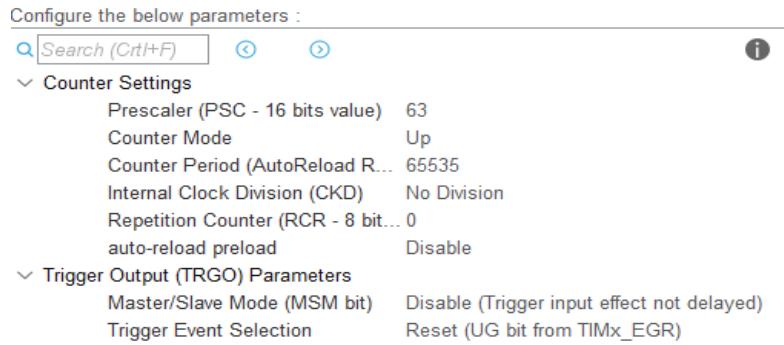 Configure the below parameters :
Search (CrtI+F)
Counter Settings
Prescaler (PSC - 16 bits value) 63
Counter Mode Up
Counter Period (AutoReload R... 65535
Internal Clock Division (CKD) No Division
Repetition Counter (RCR - 8 bit... 0
auto-reload preload Disable
Trigger Output (TRGO) Parameters
Master/Slave Mode (MSM bit) Disable (Trigger input effect not delayed)
Trigger Event Selection Reset (UG bit from TIMx_EGR)